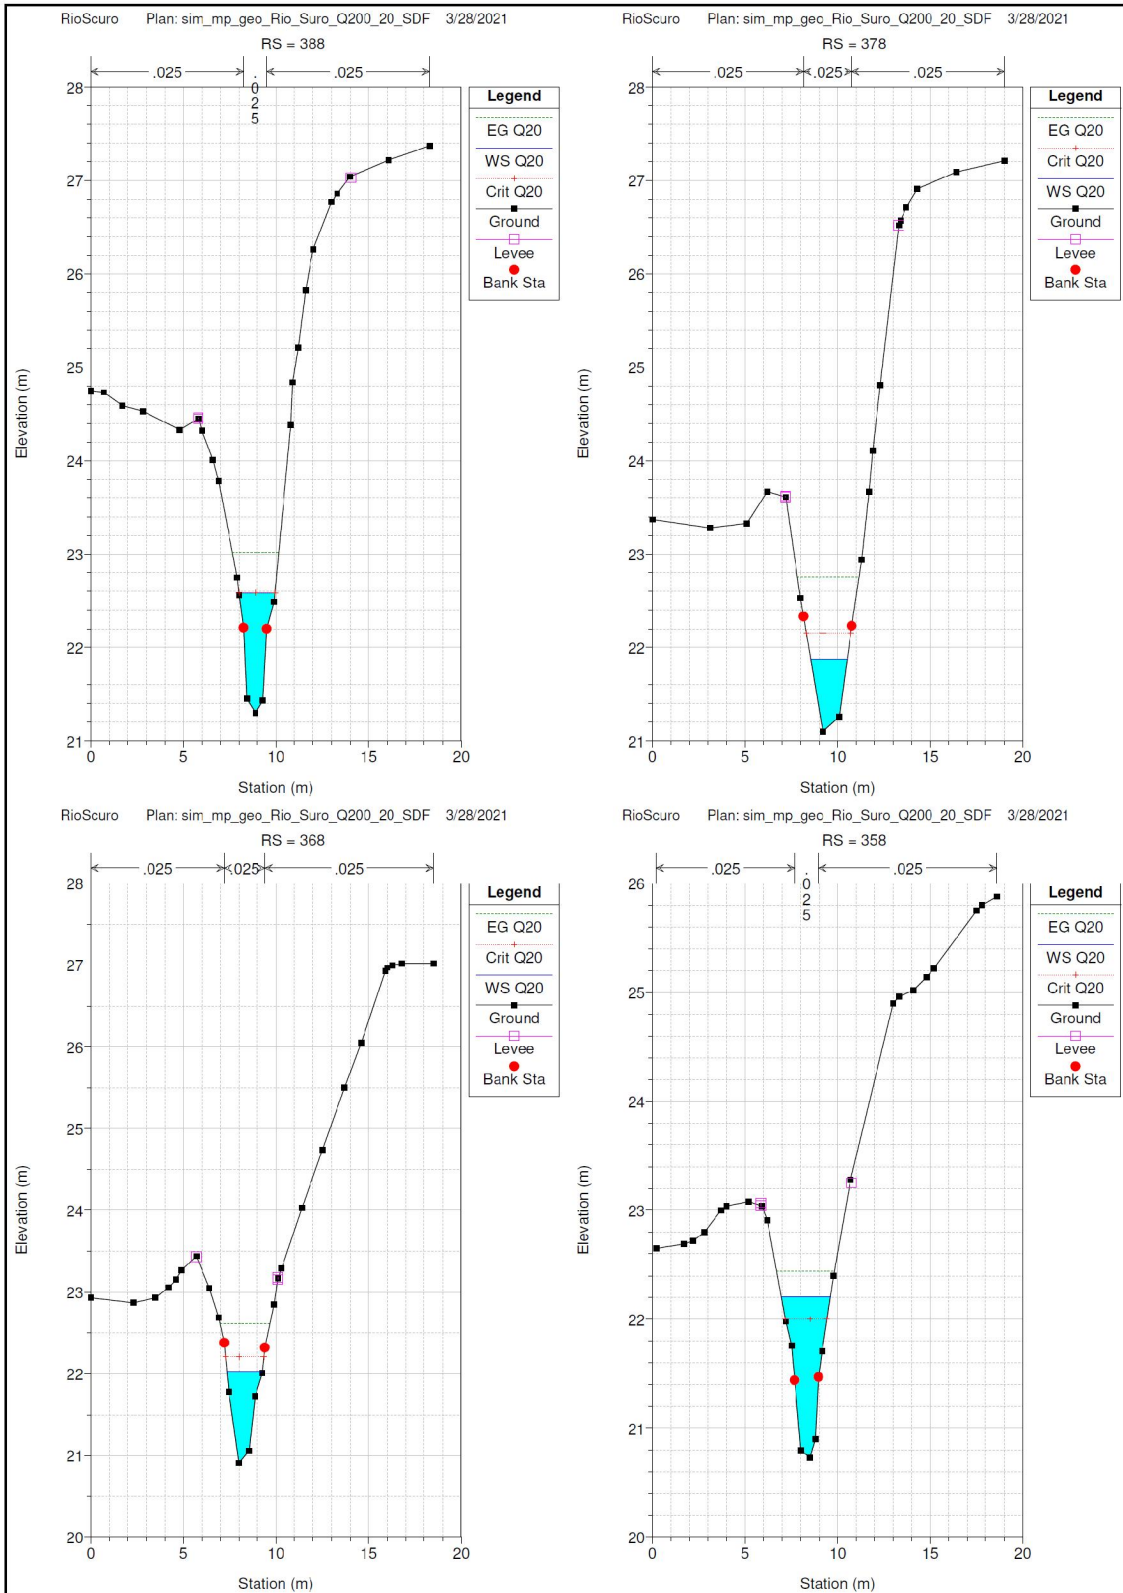 RioScuro Plan: sim_mp_geo_Rio_Suro_Q200_20_SDF 3/28/2021
RS = 388
.025 .025 .025
Legend
EG Q20
WS Q20
Crit Q20
Ground
Levee
Bank Sta
28
27
26
25
24
23
22
21
0 5 10 15 20
Elevation (m)
Station (m)
RioScuro Plan: sim_mp_geo_Rio_Suro_Q200_20_SDF 3/28/2021
RS = 378
.025 .025 .025
Legend
EG Q20
Crit Q20
WS Q20
Ground
Levee
Bank Sta
28
27
26
25
24
23
22
21
0 5 10 15 20
Elevation (m)
Station (m)
RioScuro Plan: sim_mp_geo_Rio_Suro_Q200_20_SDF 3/28/2021
RS = 368
.025 .025 .025
Legend
EG Q20
Crit Q20
WS Q20
Ground
Levee
Bank Sta
28
27
26
25
24
23
22
21
20
0 5 10 15 20
Elevation (m)
Station (m)
RioScuro Plan: sim_mp_geo_Rio_Suro_Q200_20_SDF 3/28/2021
RS = 358
.025 .025 .025
Legend
EG Q20
WS Q20
Crit Q20
Ground
Levee
Bank Sta
26
25
24
23
22
21
20
0 5 10 15 20
Elevation (m)
Station (m)